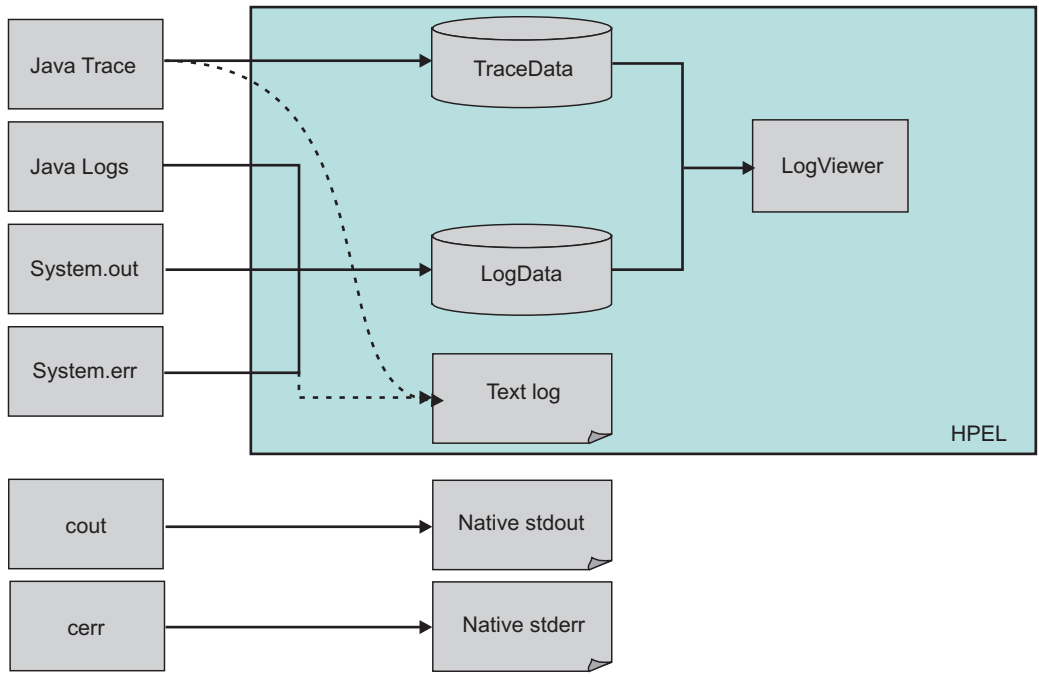 Java Trace
TraceData
Java Logs
LogViewer
System.out
LogData
System.err
Text log
HPEL
cout
Native stdout
cerr
Native stderr